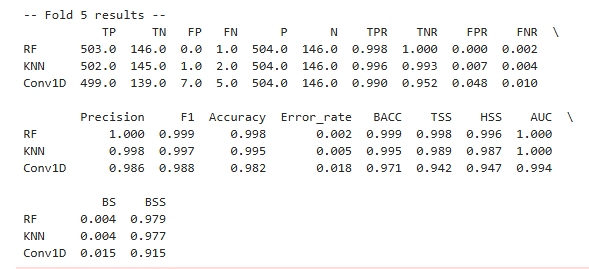 -- Fold 5 results --
           TP     TN   FP   FN      P      N    TPR    TNR    FPR    FNR  \
RF      503.0  146.0  0.0  1.0  504.0  146.0  0.998  1.000  0.000  0.002
KNN     502.0  145.0  1.0  2.0  504.0  146.0  0.996  0.993  0.007  0.004
Conv1D  499.0  139.0  7.0  5.0  504.0  146.0  0.990  0.952  0.048  0.010
        Precision     F1  Accuracy  Error_rate   BACC    TSS    HSS    AUC  \
RF          1.000  0.999     0.998       0.002  0.999  0.998  0.996  1.000
KNN         0.998  0.997     0.995       0.005  0.995  0.989  0.987  1.000
Conv1D      0.986  0.988     0.982       0.018  0.971  0.942  0.947  0.994
           BS    BSS
RF      0.004  0.979
KNN     0.004  0.977
Conv1D  0.015  0.915